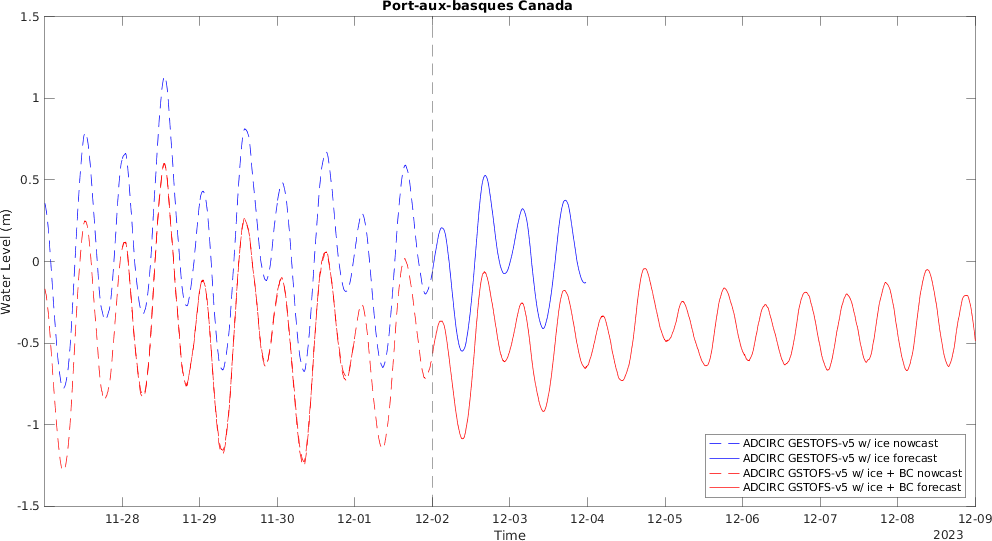 Port-aux-basques Canada
1.5
1
0.5
0
-0.5
-1
-1.5
Water Level (m)
ADCIRC GESTOFS-v5 w/ ice nowcast
ADCIRC GESTOFS-v5 w/ ice forecast
ADCIRC GSTOFS-v5 w/ ice + BC nowcast
ADCIRC GSTOFS-v5 w/ ice + BC forecast
11-28 11-29 11-30 12-01 12-02 12-03 12-04 12-05 12-06 12-07 12-08 12-09
Time 2023